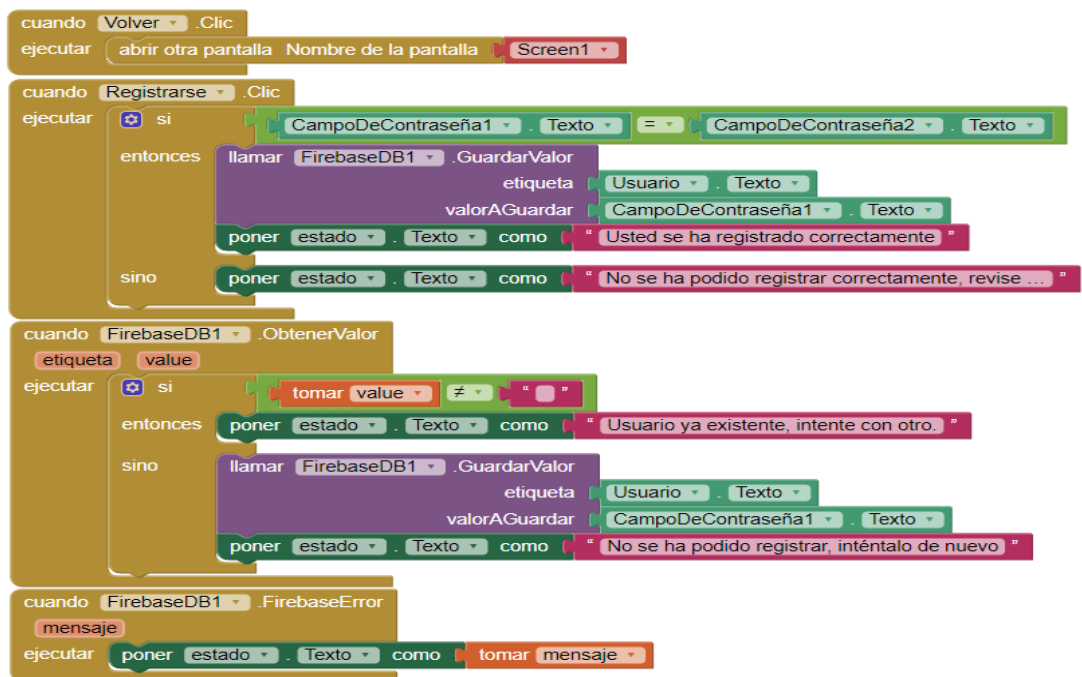 cuando Volver .Clic
ejecutar abrir otra pantalla Nombre de la pantalla Screen1
cuando Registrarse .Clic
ejecutar si CampoDeContraseña1 . Texto = CampoDeContraseña2 . Texto
entonces llamar FirebaseDB1 .GuardarValor
etiqueta Usuario . Texto
valorAGuardar CampoDeContraseña1 . Texto
poner estado . Texto como " Usted se ha registrado correctamente "
sino poner estado . Texto como " No se ha podido registrar correctamente, revise ... "
cuando FirebaseDB1 .ObtenerValor
etiqueta value
ejecutar si tomar value ≠ " "
entonces poner estado . Texto como " Usuario ya existente, intente con otro. "
sino llamar FirebaseDB1 .GuardarValor
etiqueta Usuario . Texto
valorAGuardar CampoDeContraseña1 . Texto
poner estado . Texto como " No se ha podido registrar, inténtalo de nuevo "
cuando FirebaseDB1 .FirebaseError
mensaje
ejecutar poner estado . Texto como tomar mensaje